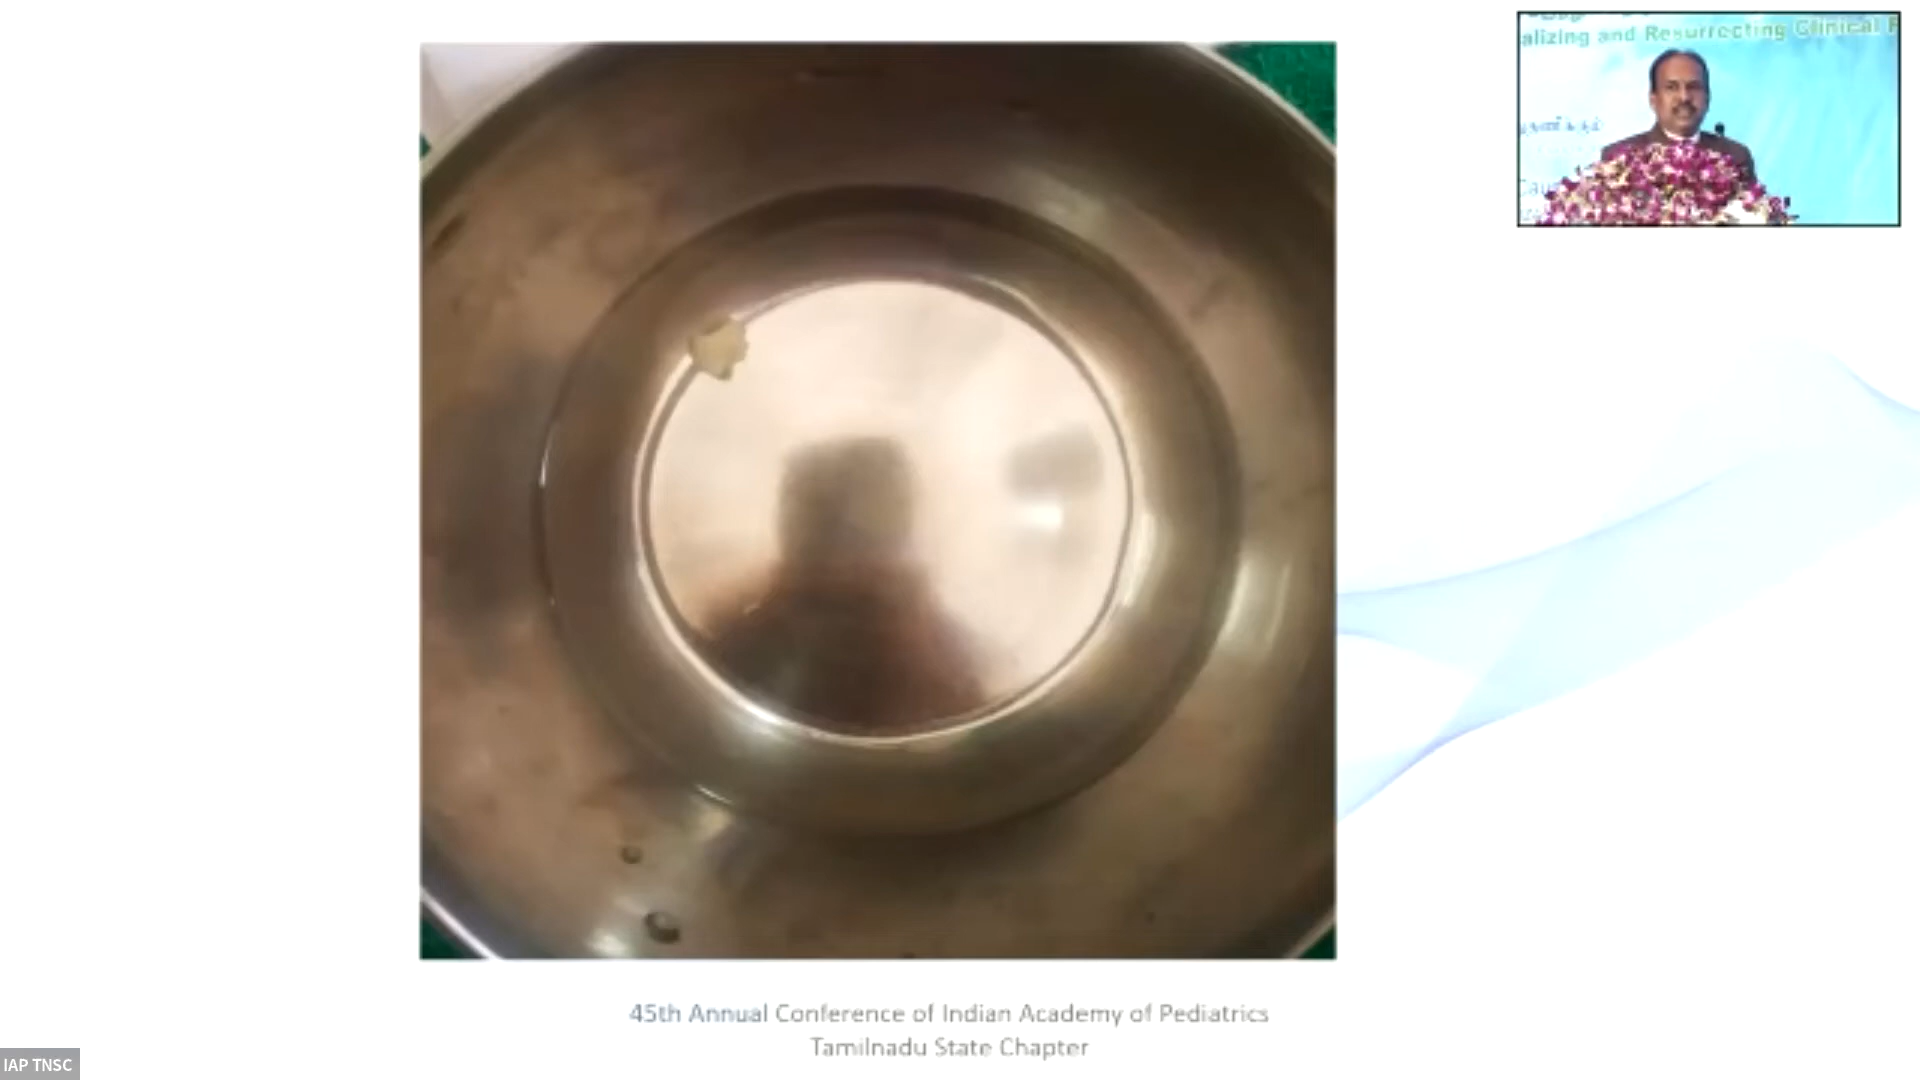 alizing and Resurrecting Clinical
45th Annual Conference of Indian Academy of Pediatrics
Tamilnadu State Chapter
IAP TNSC